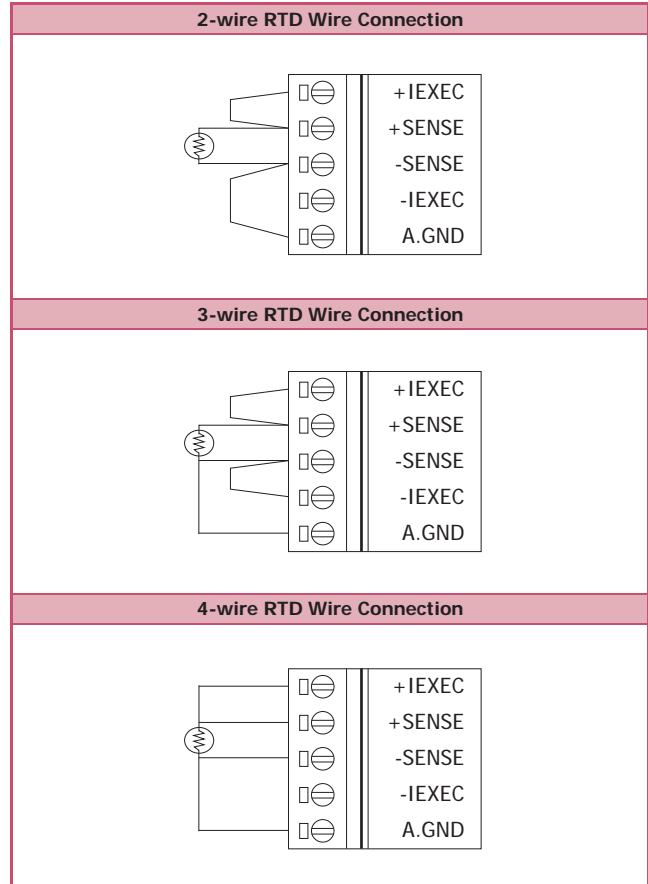 2-wire RTD Wire Connection
+IEXEC
+SENSE
-SENSE
-IEXEC
A.GND
3-wire RTD Wire Connection
+IEXEC
+SENSE
-SENSE
-IEXEC
A.GND
4-wire RTD Wire Connection
+IEXEC
+SENSE
-SENSE
-IEXEC
A.GND